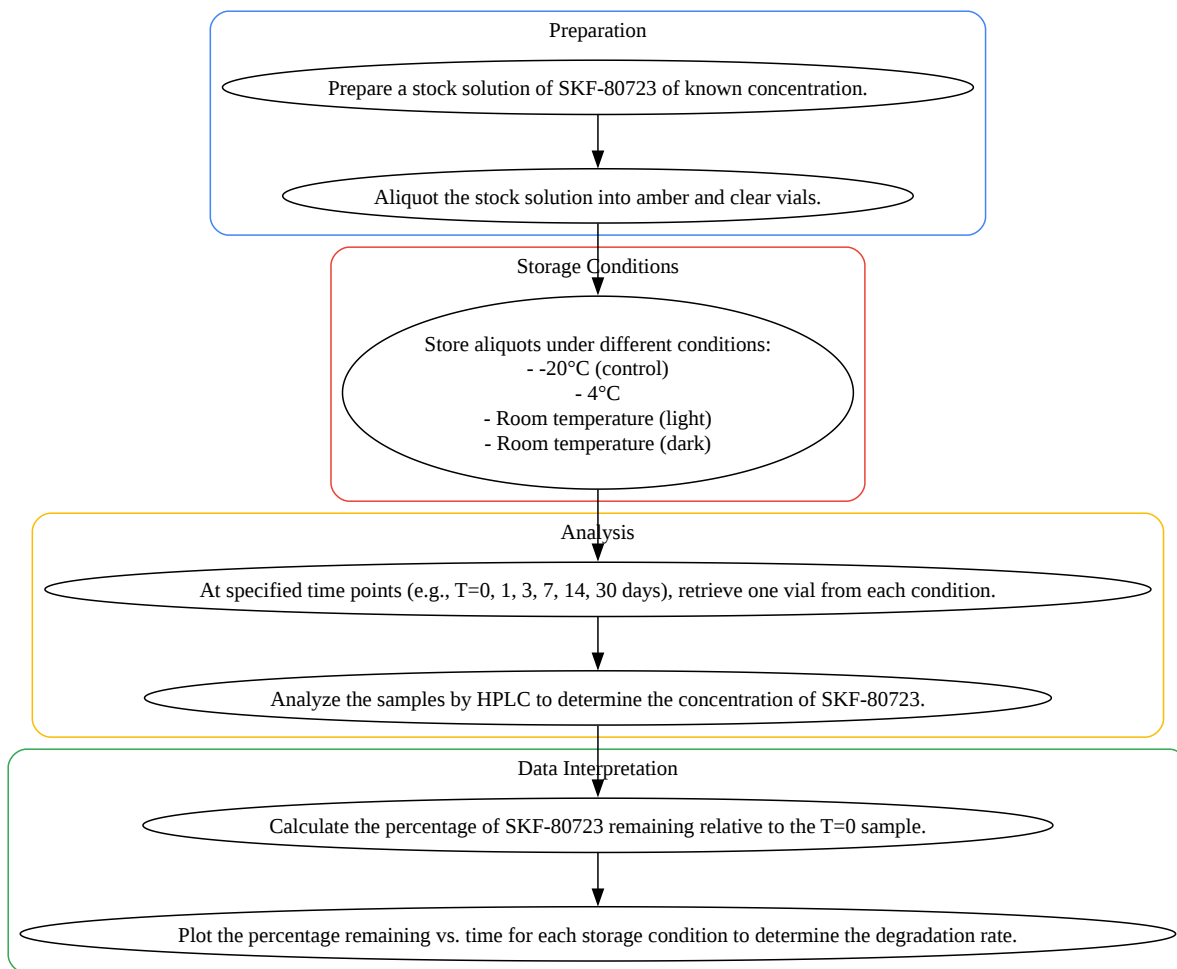 Preparation
Prepare a stock solution of SKF-80723 of known concentration.
Aliquot the stock solution into amber and clear vials.
Storage Conditions
Store aliquots under different conditions:
- -20°C (control)
- 4°C
- Room temperature (light)
- Room temperature (dark)
Analysis
At specified time points (e.g., T=0, 1, 3, 7, 14, 30 days), retrieve one vial from each condition.
Analyze the samples by HPLC to determine the concentration of SKF-80723.
Data Interpretation
Calculate the percentage of SKF-80723 remaining relative to the T=0 sample.
Plot the percentage remaining vs. time for each storage condition to determine the degradation rate.